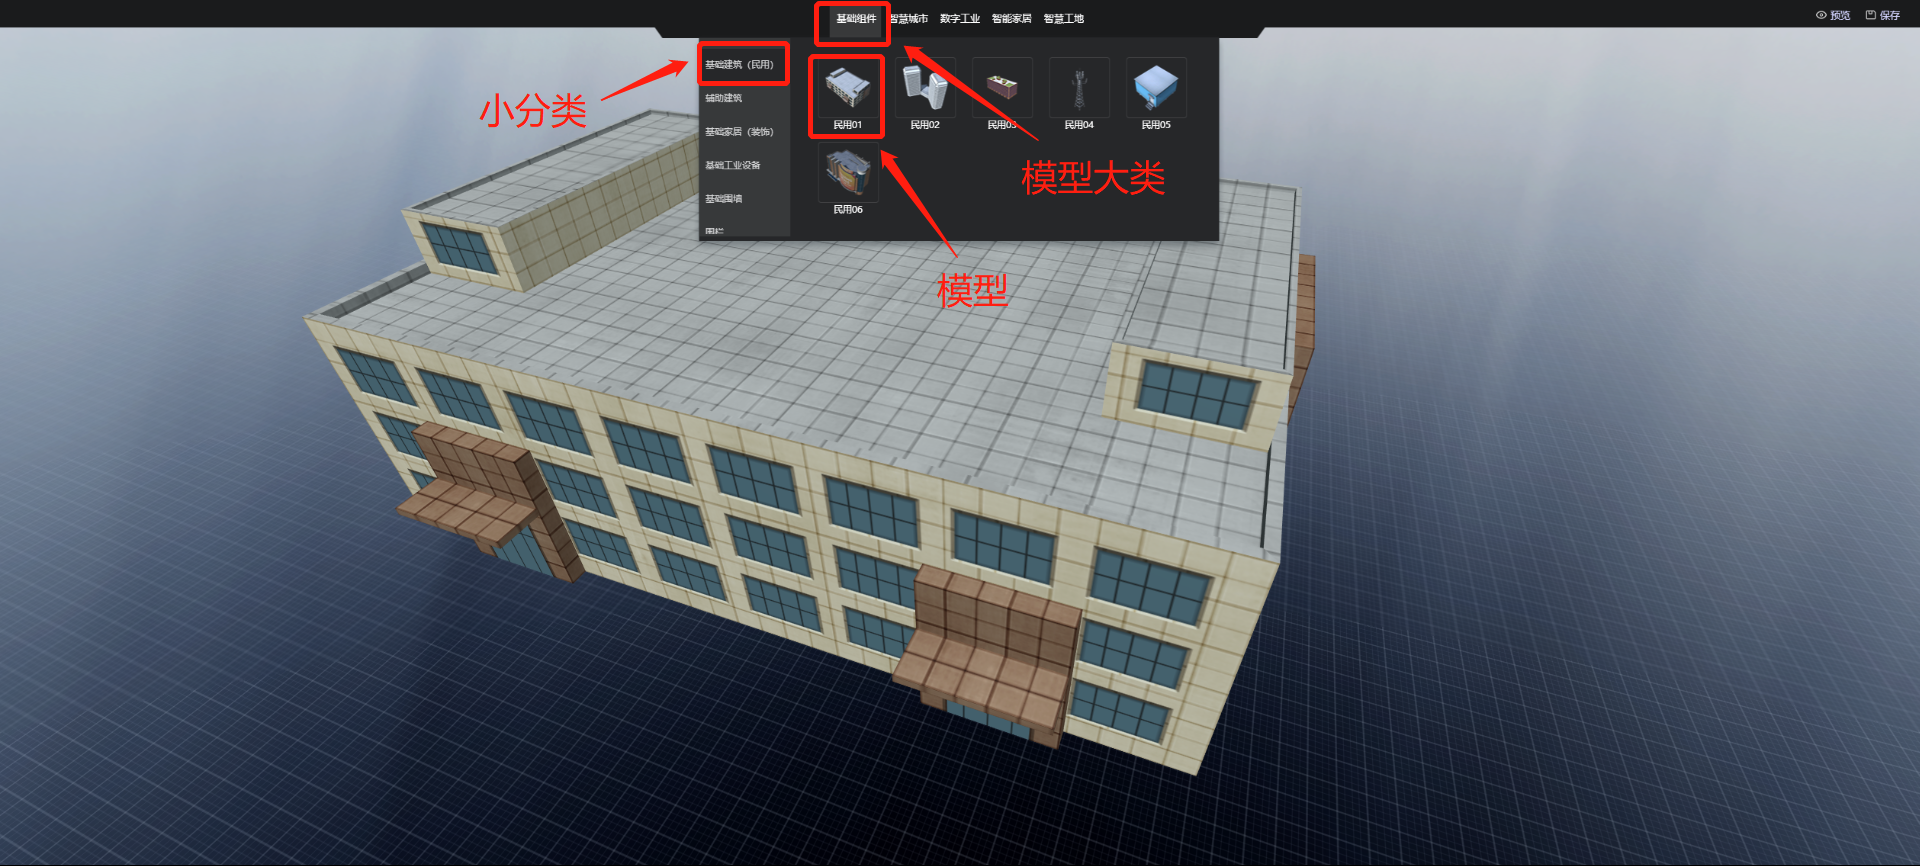 基础组件 智慧城市 数字工业 智能家居 智慧工地
预览 保存
基础建筑（民用）
辅助建筑
基础家居（装饰）
基础工业设备
基础围墙
围栏
民用01 民用02 民用03 民用04 民用05
民用06
小分类
模型大类
模型